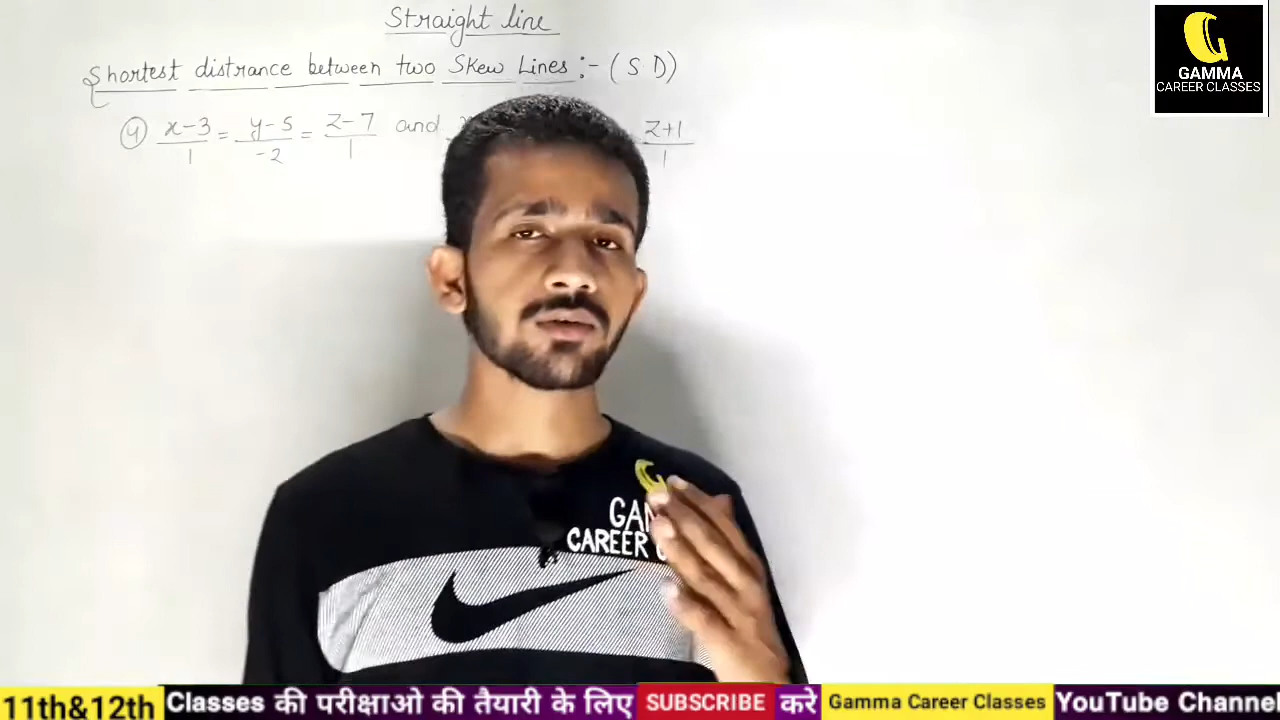 Straight line
Shortest distrance between two Skew Lines :- ( S D )
④ x-3/1 = y-5/-2 = z-7/1 and z+1/1
GAMMA
CAREER CLASSES
CAREER
11th&12th Classes की परीक्षाओ की तैयारी के लिए SUBSCRIBE करे Gamma Career Classes YouTube Channel